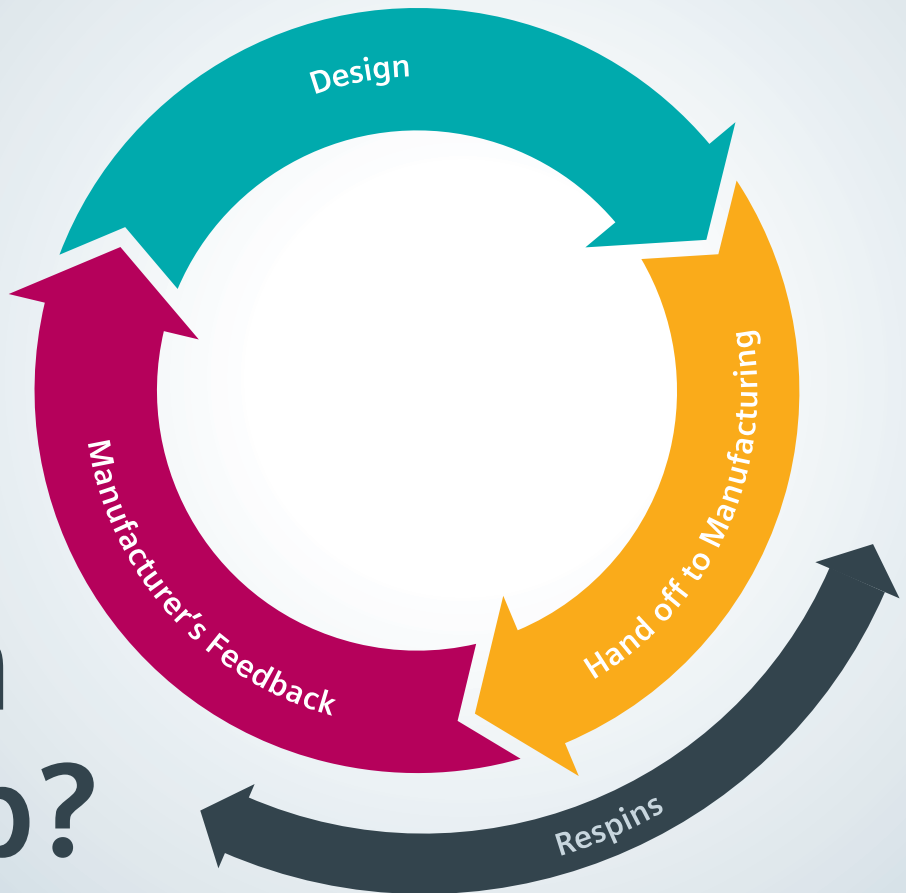 Design
Hand off to Manufacturing
Manufacturer's Feedback
Respins